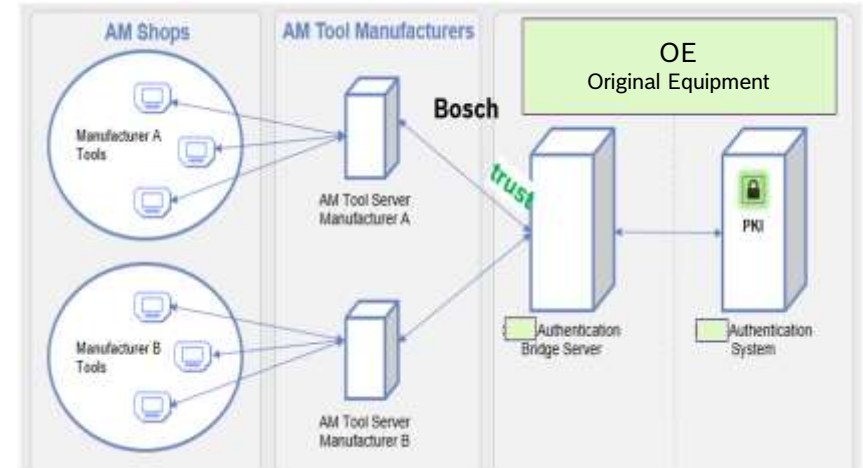 AM Shops
AM Tool Manufacturers
OE
Original Equipment
Bosch
trust
Manufacturer A
Tools
AM Tool Server
Manufacturer A
PKI
Authentication
Bridge Server
Authentication
System
Manufacturer B
Tools
AM Tool Server
Manufacturer B